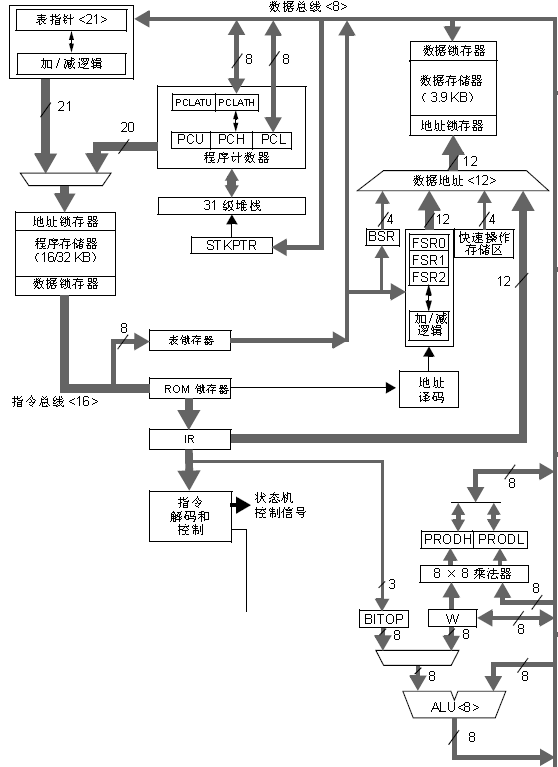 数据总线 <8>
表指针 <21>
加/减逻辑
21
20
8
8
PCLATU
PCLATH
PCU
PCH
PCL
程序计数器
31 级堆栈
STKPTR
数据锁存器
数据存储器
(3.9 KB)
地址锁存器
12
数据地址 <12>
4
12
4
BSR
FSR0
FSR1
FSR2
加/减
逻辑
快速操作
存储区
12
地址锁存器
程序存储器
(16/32 KB)
数据锁存器
8
表锁存器
ROM 锁存器
指令总线 <16>
地址
译码
IR
指令
解码和
控制
状态机
控制信号
8
PRODH
PRODL
8 × 8 乘法器
3
8
BITOP
W
8
8
8
8
8
ALU<8>
8